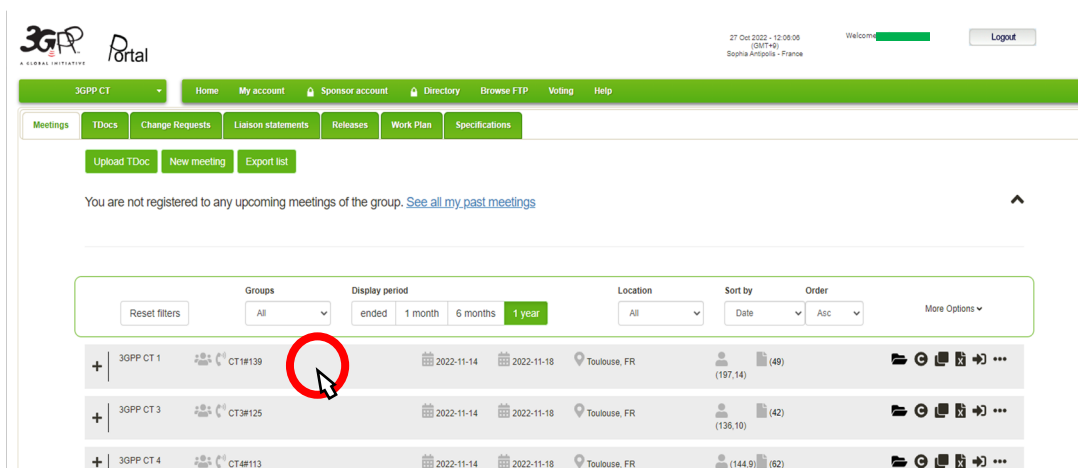 3GPP
A GLOBAL INITIATIVE
Portal
27 Oct 2022 - 12:06:06
(GMT+9)
Sophia Antipolis - France
Welcome
Logout
3GPP CT
Home My account Sponsor account Directory Browse FTP Voting Help
Meetings TDocs Change Requests Liaison statements Releases Work Plan Specifications
Upload TDoc New meeting Export list
You are not registered to any upcoming meetings of the group. See all my past meetings
Groups Display period Location Sort by Order
Reset filters All ended 1 month 6 months 1 year All Date Asc More Options
3GPP CT 1 CT1#139 2022-11-14 2022-11-18 Toulouse, FR (197,14) (49)
3GPP CT 3 CT3#125 2022-11-14 2022-11-18 Toulouse, FR (136,10) (42)
3GPP CT 4 CT4#113 2022-11-14 2022-11-18 Toulouse, FR (144,9) (62)